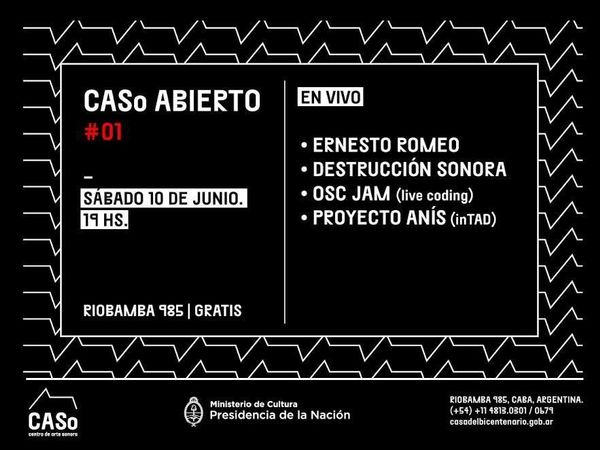 CASo ABIERTO
#01
–
SÁBADO 10 DE JUNIO.
19 HS.
RIOBAMBA 985 | GRATIS
EN VIVO
• ERNESTO ROMEO
• DESTRUCCIÓN SONORA
• OSC JAM (live coding)
• PROYECTO ANÍS (inTAD)
CASo
centro de arte sonoro
Ministerio de Cultura
Presidencia de la Nación
RIOBAMBA 985, CABA, ARGENTINA.
(+54) +11 4813.0301 / 0679
casadelbicentenario.gob.ar